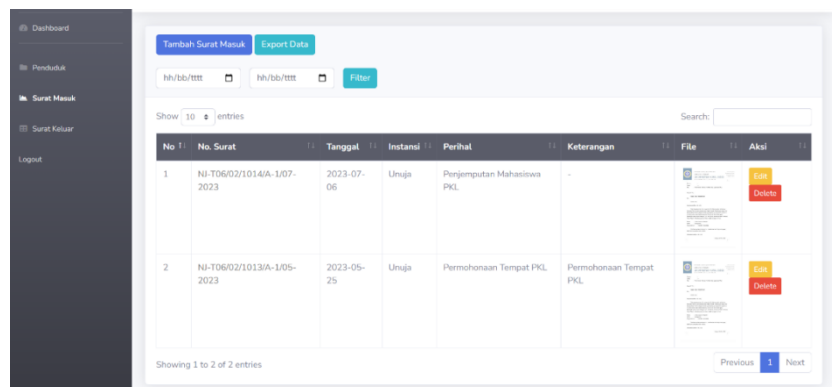 Dashboard
Penduduk
Surat Masuk
Surat Keluar
Logout
Tambah Surat Masuk Export Data
hh/bb/tttt hh/bb/tttt Filter
Show 10 entries Search:
No No. Surat Tanggal Instansi Perihal Keterangan File Aksi
1 NJ-T06/02/1014/A-1/07- 2023-07- Unuja Penjemputan Mahasiswa - Edit
2023 06 PKL Delete
2 NJ-T06/02/1013/A-1/05- 2023-05- Unuja Permohonaan Tempat PKL Permohonaan Tempat Edit
2023 25 PKL Delete
Showing 1 to 2 of 2 entries Previous 1 Next